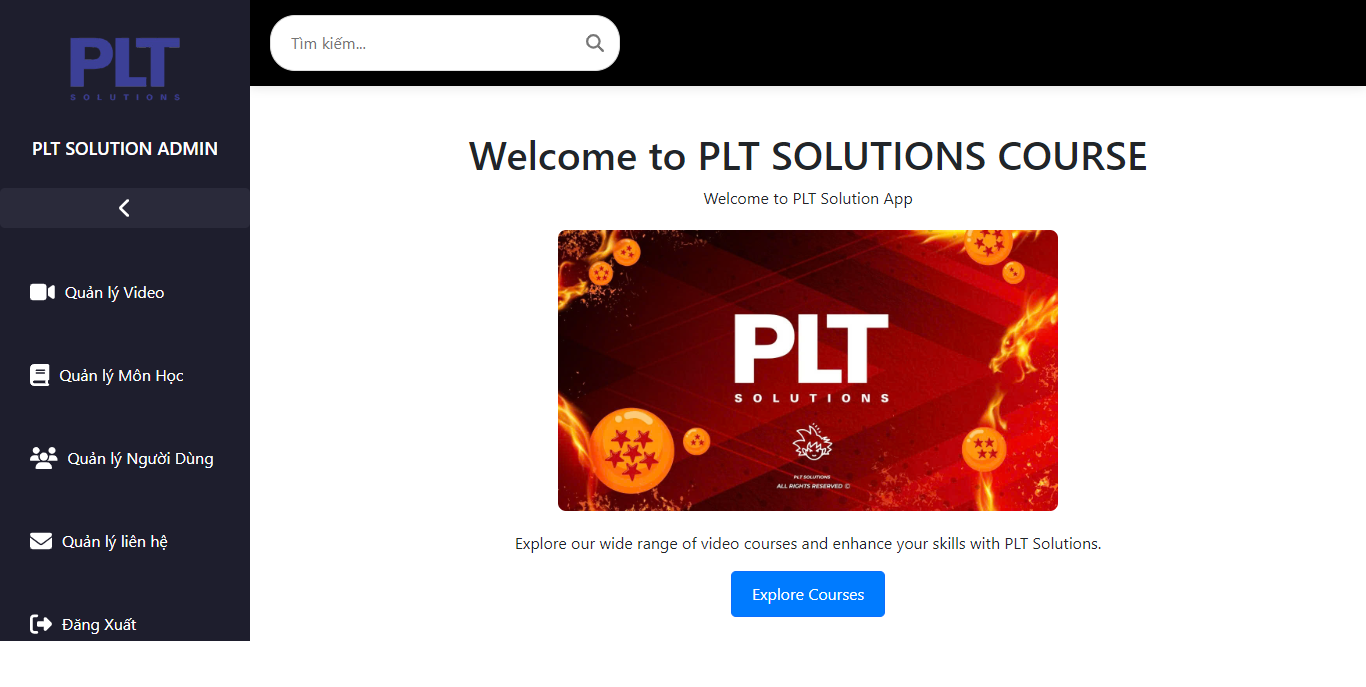 PLT
SOLUTIONS
PLT SOLUTION ADMIN
Quản lý Video
Quản lý Môn Học
Quản lý Người Dùng
Quản lý liên hệ
Đăng Xuất
Tìm kiếm...
Welcome to PLT SOLUTIONS COURSE
Welcome to PLT Solution App
PLT
SOLUTIONS
PLT SOLUTIONS
ALL RIGHTS RESERVED ©
Explore our wide range of video courses and enhance your skills with PLT Solutions.
Explore Courses